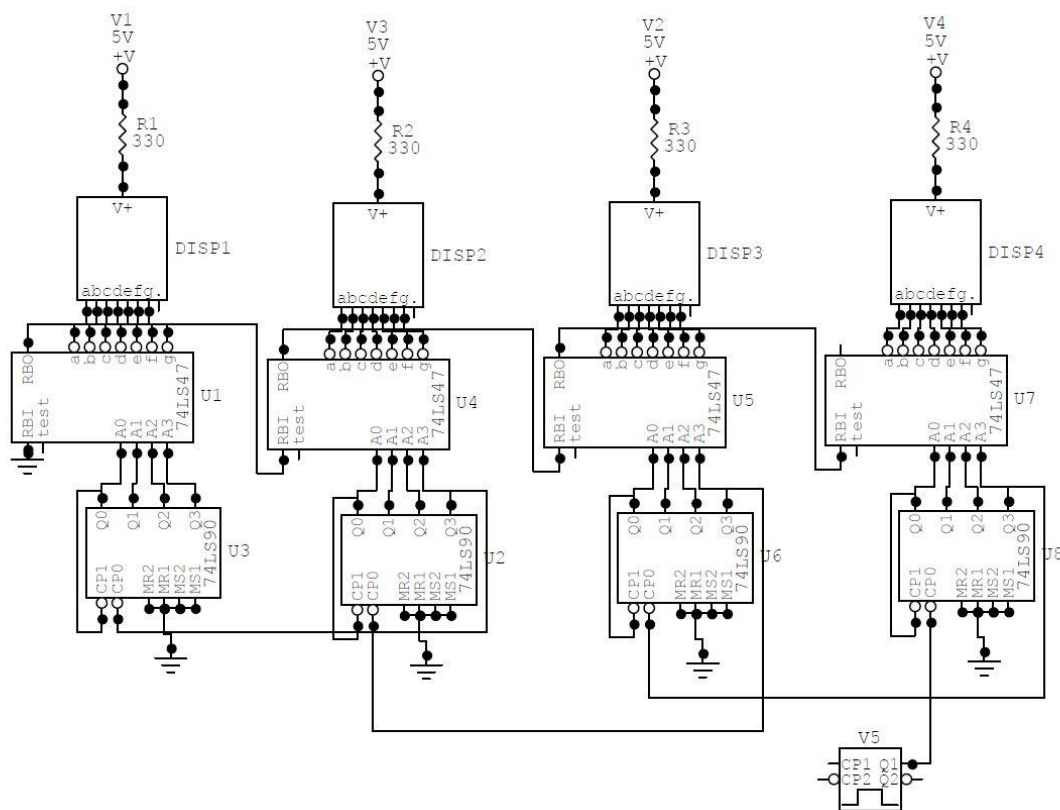 V1
5V
+V
V3
5V
+V
V2
5V
+V
V4
5V
+V
R1
330
R2
330
R3
330
R4
330
V+
DISP1
abcdefg.
V+
DISP2
abcdefg.
V+
DISP3
abcdefg.
V+
DISP4
abcdefg.
RBO a b c d e f g
U1
74LS47
RBI test A0 A1 A2 A3
RBO a b c d e f g
U4
74LS47
RBI test A0 A1 A2 A3
RBO a b c d e f g
U5
74LS47
RBI test A0 A1 A2 A3
RBO a b c d e f g
U7
74LS47
RBI test A0 A1 A2 A3
Q0 Q1 Q2 Q3
U3
74LS90
CP1 CP0 MR2 MR1 MS2 MS1
Q0 Q1 Q2 Q3
U2
74LS90
CP1 CP0 MR2 MR1 MS2 MS1
Q0 Q1 Q2 Q3
U6
74LS90
CP1 CP0 MR2 MR1 MS2 MS1
Q0 Q1 Q2 Q3
U8
74LS90
CP1 CP0 MR2 MR1 MS2 MS1
V5
CP1 Q1
CP2 Q2